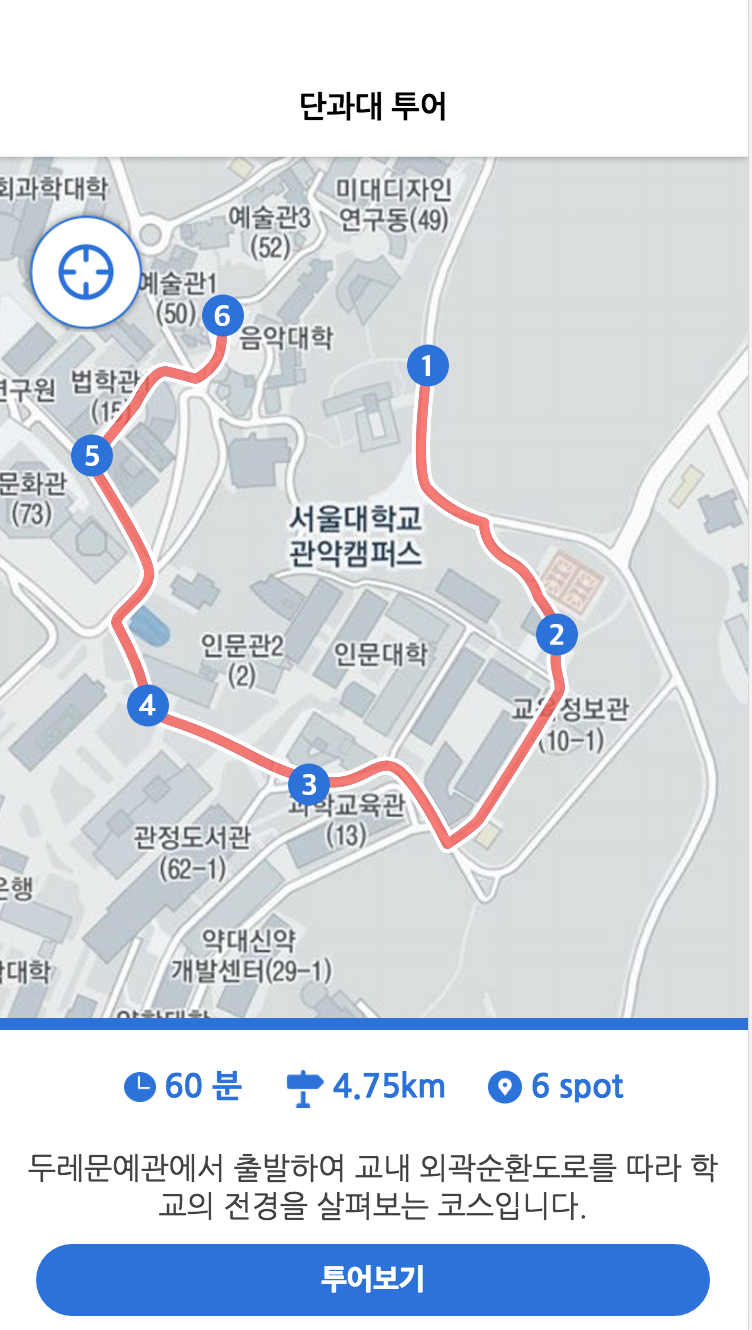 단과대 투어
회과학대학
미대디자인
연구동(49)
예술관3
(52)
예술관1
(50)
6
음악대학
1
연구원
법학관1
(15)
5
문화관
(73)
서울대학교
관악캠퍼스
2
인문관2
(2)
인문대학
4
교육정보관
(10-1)
3
과학교육관
(13)
관정도서관
(62-1)
은행
약대신약
개발센터(29-1)
대학
약학대학
60 분
4.75km
6 spot
두레문예관에서 출발하여 교내 외곽순환도로를 따라 학
교의 전경을 살펴보는 코스입니다.
투어보기